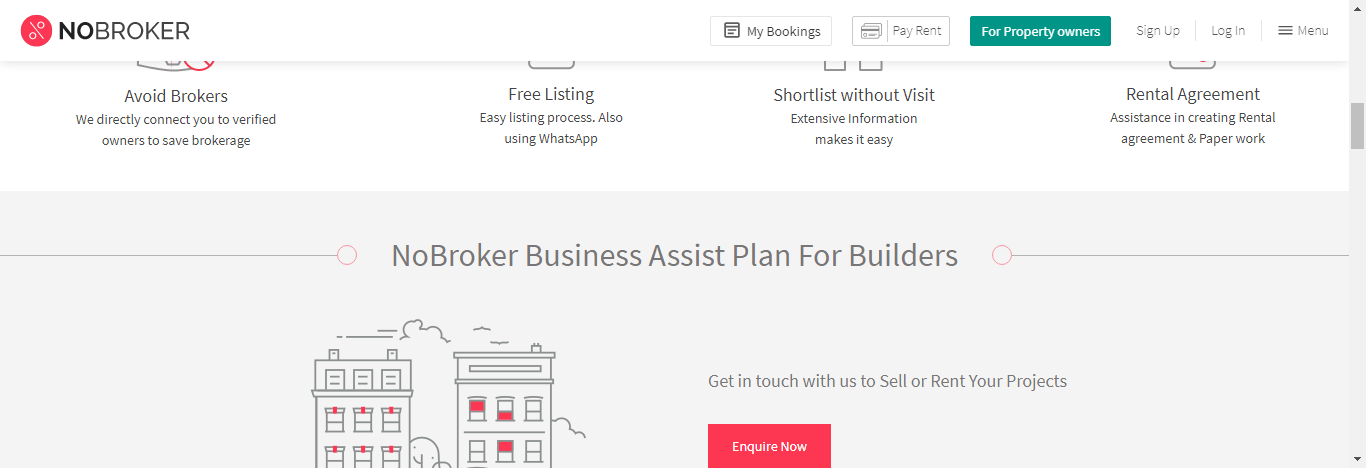 NOBROKER
My Bookings
Pay Rent
For Property owners
Sign Up
Log In
Menu
Avoid Brokers
We directly connect you to verified
owners to save brokerage
Free Listing
Easy listing process. Also
using WhatsApp
Shortlist without Visit
Extensive Information
makes it easy
Rental Agreement
Assistance in creating Rental
agreement & Paper work
NoBroker Business Assist Plan For Builders
Get in touch with us to Sell or Rent Your Projects
Enquire Now